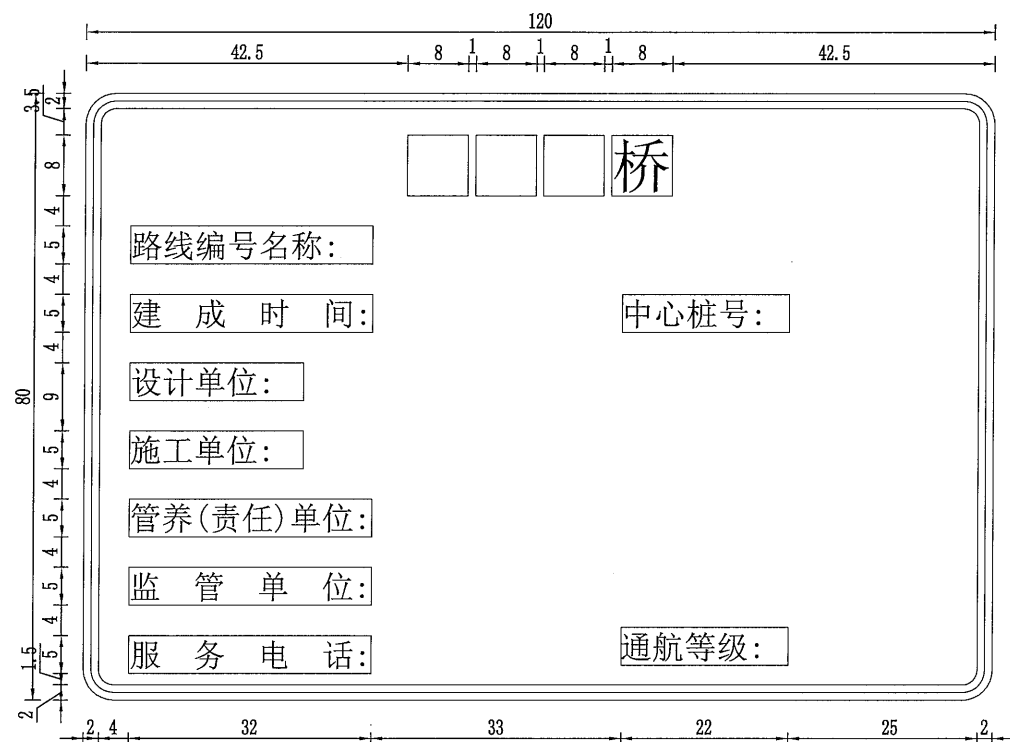 120
42.5 8 1 8 1 8 1 8 42.5
3.5 2 8 4 5 4 5 4 9 5 4 5 4 5 4 5 1.5 2
80
桥
路线编号名称:
建 成 时 间: 中心桩号:
设计单位:
施工单位:
管养(责任)单位:
监 管 单 位:
服 务 电 话: 通航等级:
2 4 32 33 22 25 2